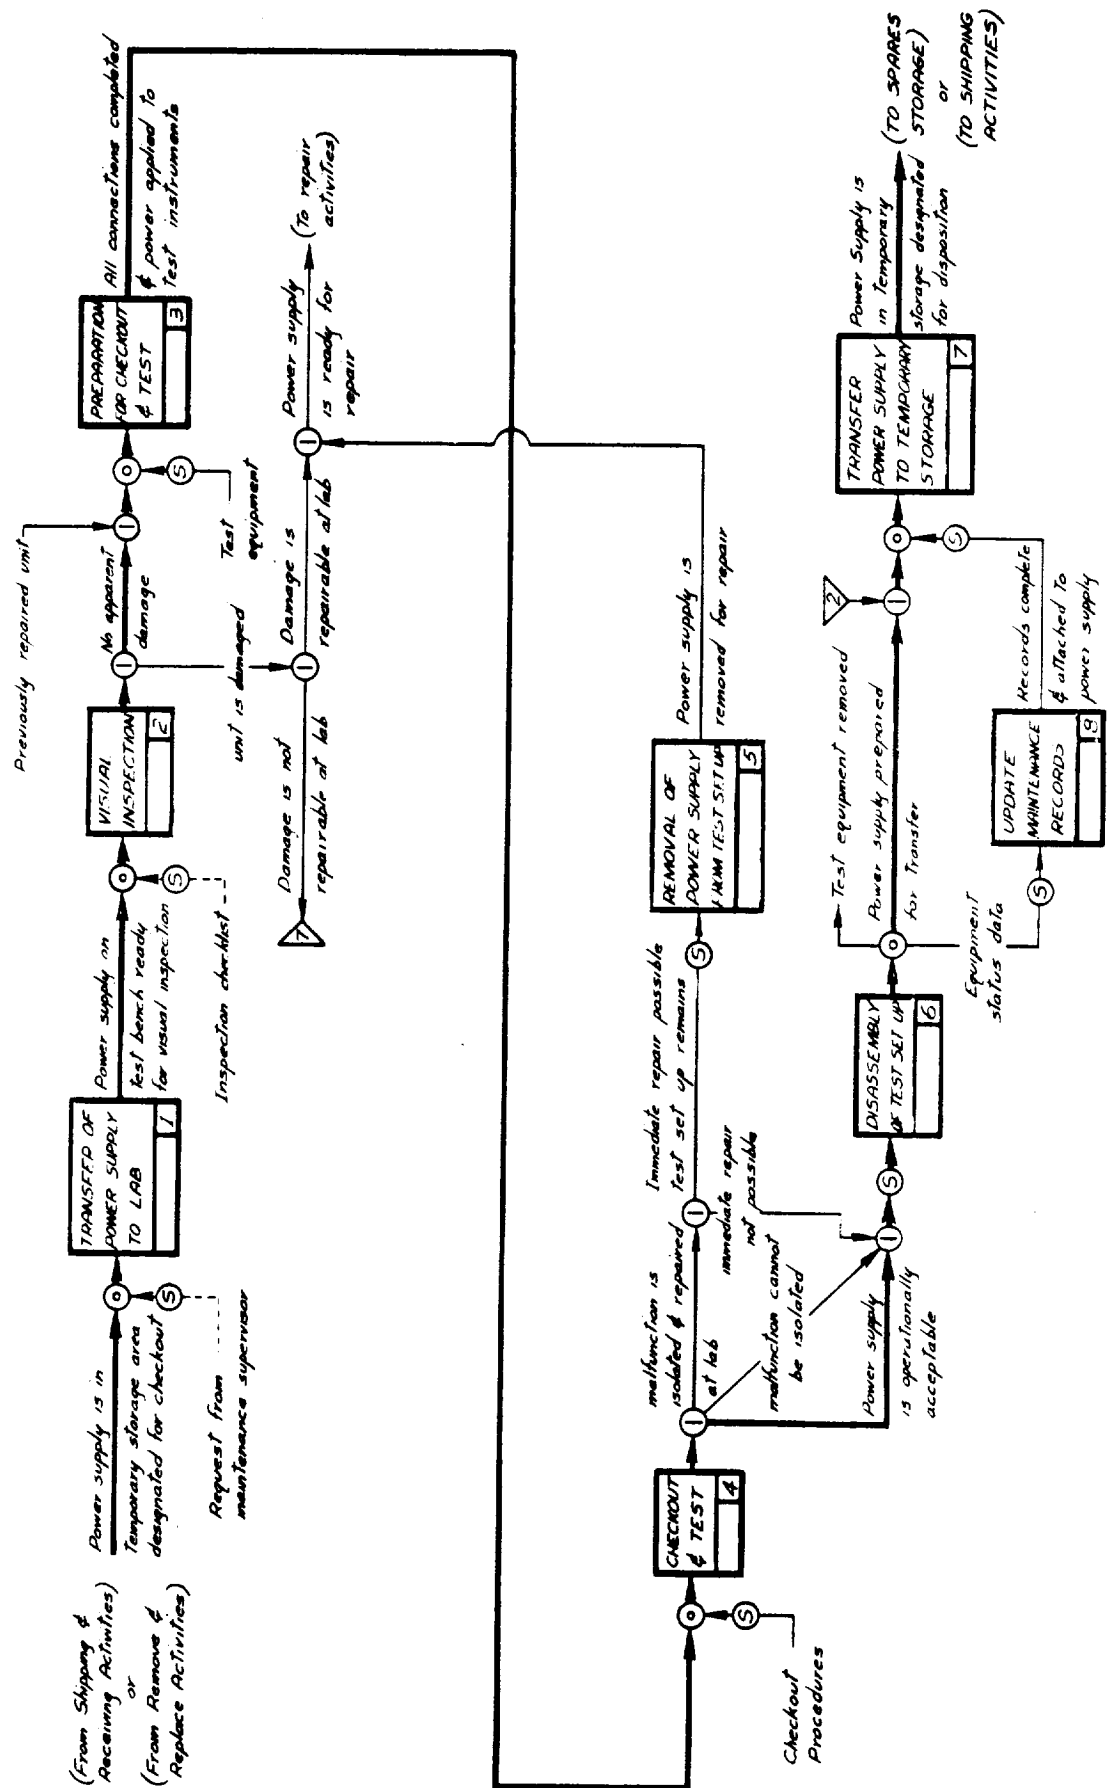 (From Shipping &
Receiving Activities)
or
(From Remove &
Replace Activities)
Power supply is in
temporary storage area
designated for checkout
S
Request from
maintenance supervisor
TRANSFER OF
POWER SUPPLY
TO LAB
1
Power supply on
test bench ready
for visual inspection
S
Inspection checklist
VISUAL
INSPECTION
2
1
Previously repaired unit
No apparent
damage
1
S
Test
equipment
PREPARATION
FOR CHECKOUT
& TEST
3
All connections completed
& power applied to
test instruments
unit is damaged
1
Damage is not
repairable at lab
7
Damage is
repairable at lab
1
Power supply
is ready for
repair
(To repair
activities)
Checkout
Procedures
S
CHECKOUT
& TEST
4
1
malfunction is
isolated & repaired
at lab
1
Immediate repair possible
test set up remains
S
REMOVAL OF
POWER SUPPLY
FROM TEST SET UP
5
Power supply is
removed for repair
immediate repair
not possible
malfunction cannot
be isolated
Power supply
is operationally
acceptable
1
S
DISASSEMBLY
OF TEST SET UP
6
Test equipment removed
Power supply prepared
for Transfer
Equipment
status data
S
UPDATE
MAINTENANCE
RECORDS
8
Records complete
& attached to
power supply
S
2
1
TRANSFER
POWER SUPPLY
TO TEMPORARY
STORAGE
7
Power Supply is
in temporary
storage designated
for disposition
(TO SPARES
STORAGE)
or
(TO SHIPPING
ACTIVITIES)